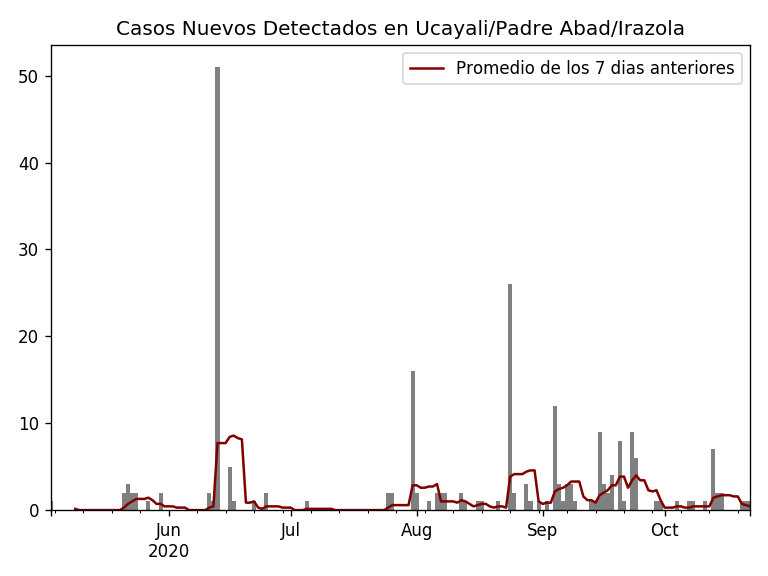 Casos Nuevos Detectados en Ucayali/Padre Abad/Irazola
Promedio de los 7 dias anteriores
50
40
30
20
10
0
Jun Jul Aug Sep Oct
2020